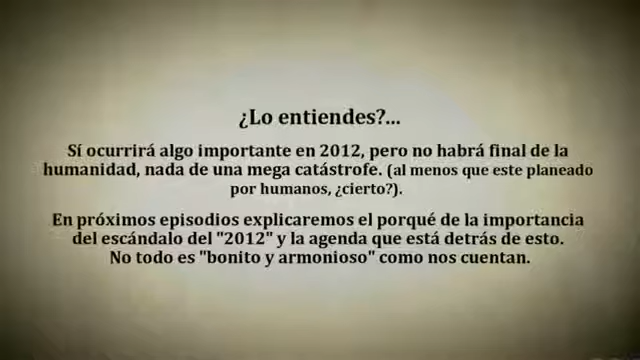 ¿Lo entiendes?...
Sí ocurrirá algo importante en 2012, pero no habrá final de la
humanidad, nada de una mega catástrofe. (al menos que este planeado
por humanos, ¿cierto?).
En próximos episodios explicaremos el porqué de la importancia
del escándalo del "2012" y la agenda que está detrás de esto.
No todo es "bonito y armonioso" como nos cuentan.